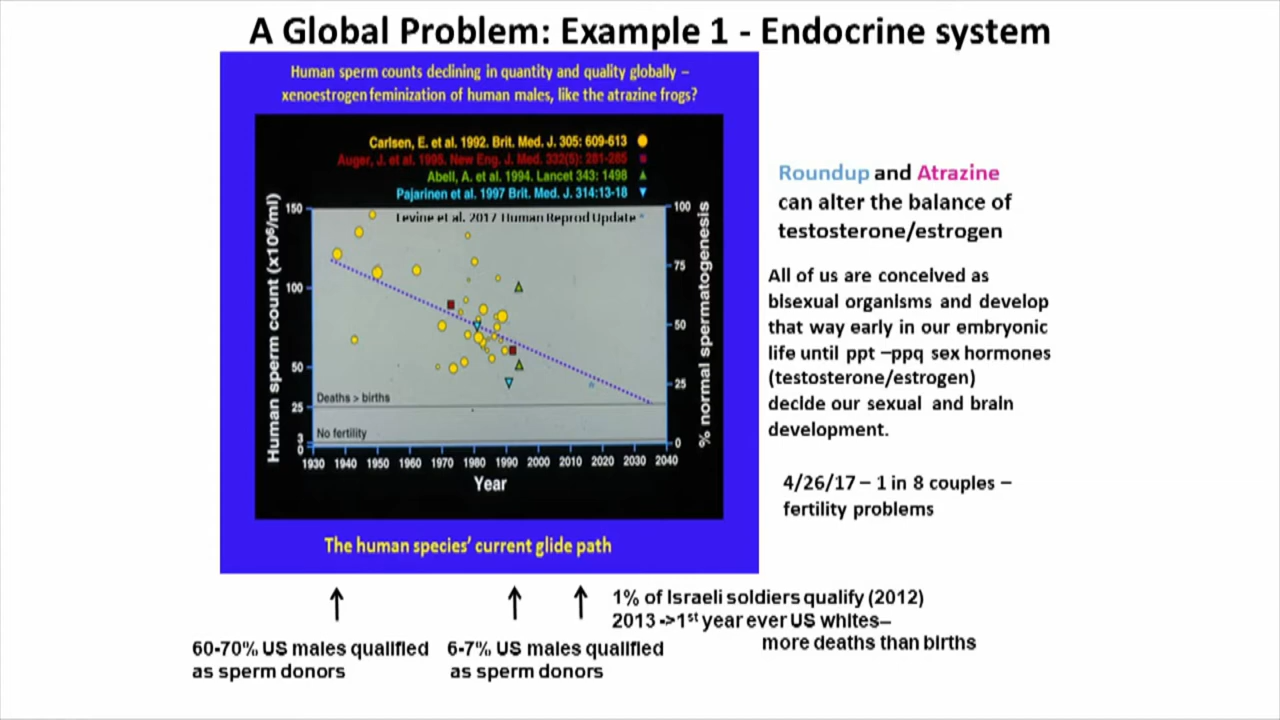 A Global Problem: Example 1 - Endocrine system
Human sperm counts declining in quantity and quality globally –
xenoestrogen feminization of human males, like the atrazine frogs?
Carlsen, E. et al. 1992. Brit. Med. J. 305: 609-613
Auger, J. et al. 1995. New Eng. J. Med. 332(5): 281-285
Abell, A. et al. 1994. Lancet 343: 1498
Pajarinen et al. 1997 Brit. Med. J. 314:13-18
Levine et al. 2017 Human Reprod Update
Human sperm count (x10⁶/ml)
150
100
50
25
3
0
Deaths > births
No fertility
100
75
50
25
0
% normal spermatogenesis
1930 1940 1950 1960 1970 1980 1990 2000 2010 2020 2030 2040
Year
The human species' current glide path
Roundup and Atrazine
can alter the balance of
testosterone/estrogen
All of us are conceived as
bisexual organisms and develop
that way early in our embryonic
life until ppt –ppq sex hormones
(testosterone/estrogen)
decide our sexual and brain
development.
4/26/17 – 1 in 8 couples –
fertility problems
60-70% US males qualified
as sperm donors
6-7% US males qualified
as sperm donors
1% of Israeli soldiers qualify (2012)
2013 ->1st year ever US whites–
more deaths than births